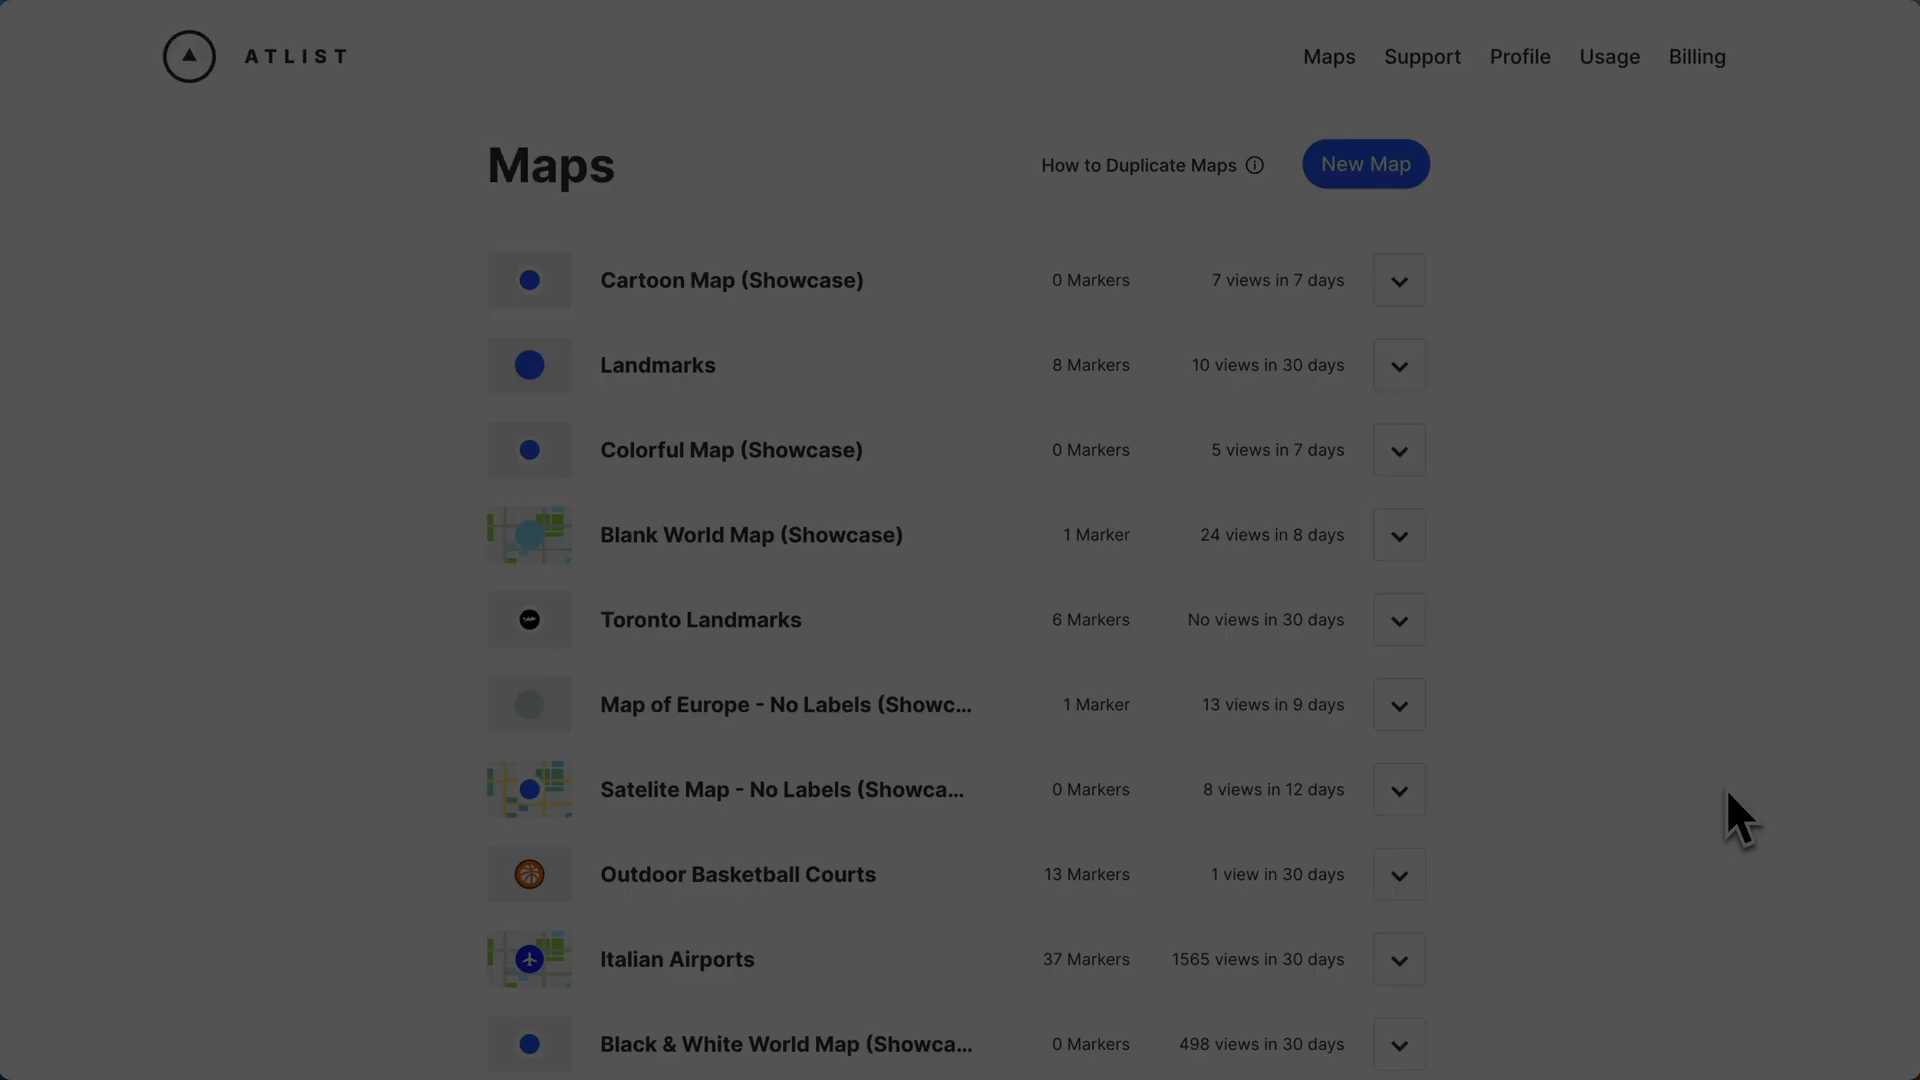 ATLIST
Maps Support Profile Usage Billing
Maps
How to Duplicate Maps
New Map
Cartoon Map (Showcase) 0 Markers 7 views in 7 days
Landmarks 8 Markers 10 views in 30 days
Colorful Map (Showcase) 0 Markers 5 views in 7 days
Blank World Map (Showcase) 1 Marker 24 views in 8 days
Toronto Landmarks 6 Markers No views in 30 days
Map of Europe - No Labels (Showc... 1 Marker 13 views in 9 days
Satelite Map - No Labels (Showca... 0 Markers 8 views in 12 days
Outdoor Basketball Courts 13 Markers 1 view in 30 days
Italian Airports 37 Markers 1565 views in 30 days
Black & White World Map (Showca... 0 Markers 498 views in 30 days